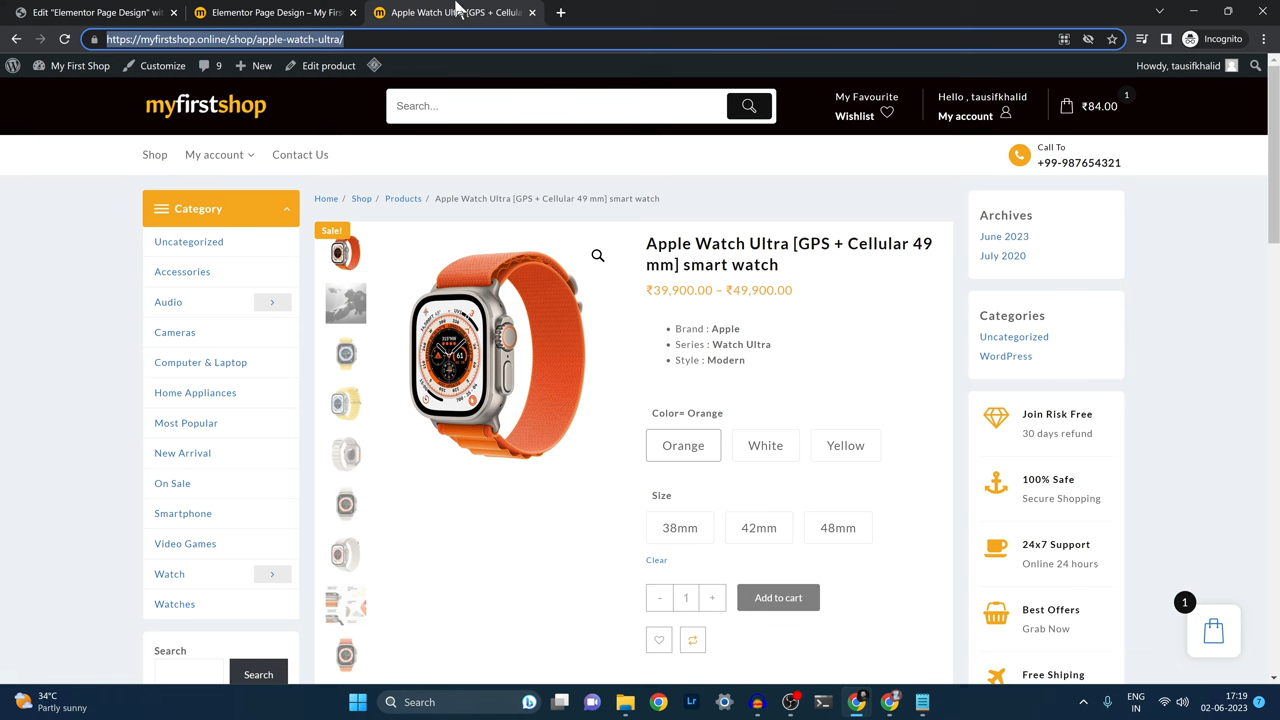 Edit "Elementor Page Design" wit
Elementor Page Design – My Firs
Apple Watch Ultra [GPS + Cellula
https://myfirstshop.online/shop/apple-watch-ultra/
Incognito
My First Shop
Customize
9
New
Edit product
Howdy, tausifkhalid
myfirstshop
Search...
My Favourite
Wishlist
Hello , tausifkhalid
My account
₹84.00
1
Shop
My account
Contact Us
Call To
+99-987654321
Category
Uncategorized
Accessories
Audio
Cameras
Computer & Laptop
Home Appliances
Most Popular
New Arrival
On Sale
Smartphone
Video Games
Watch
Watches
Search
Search
Home / Shop / Products / Apple Watch Ultra [GPS + Cellular 49 mm] smart watch
Sale!
Apple Watch Ultra [GPS + Cellular 49
mm] smart watch
₹39,900.00 – ₹49,900.00
Brand : Apple
Series : Watch Ultra
Style : Modern
Color= Orange
Orange
White
Yellow
Size
38mm
42mm
48mm
Clear
- 1 +
Add to cart
Archives
June 2023
July 2020
Categories
Uncategorized
WordPress
Join Risk Free
30 days refund
100% Safe
Secure Shopping
24x7 Support
Online 24 hours
Best Offers
Grab Now
Free Shiping
1
34°C
Partly sunny
Search
Lr
ENG
IN
17:19
02-06-2023
7